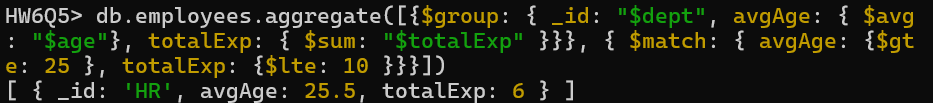 HW6Q5> db.employees.aggregate([{$group: { _id: "$dept", avgAge: { $avg
: "$age"}, totalExp: { $sum: "$totalExp" }}}, { $match: { avgAge: {$gt
e: 25 }, totalExp: {$lte: 10 }}}])
[ { _id: 'HR', avgAge: 25.5, totalExp: 6 } ]